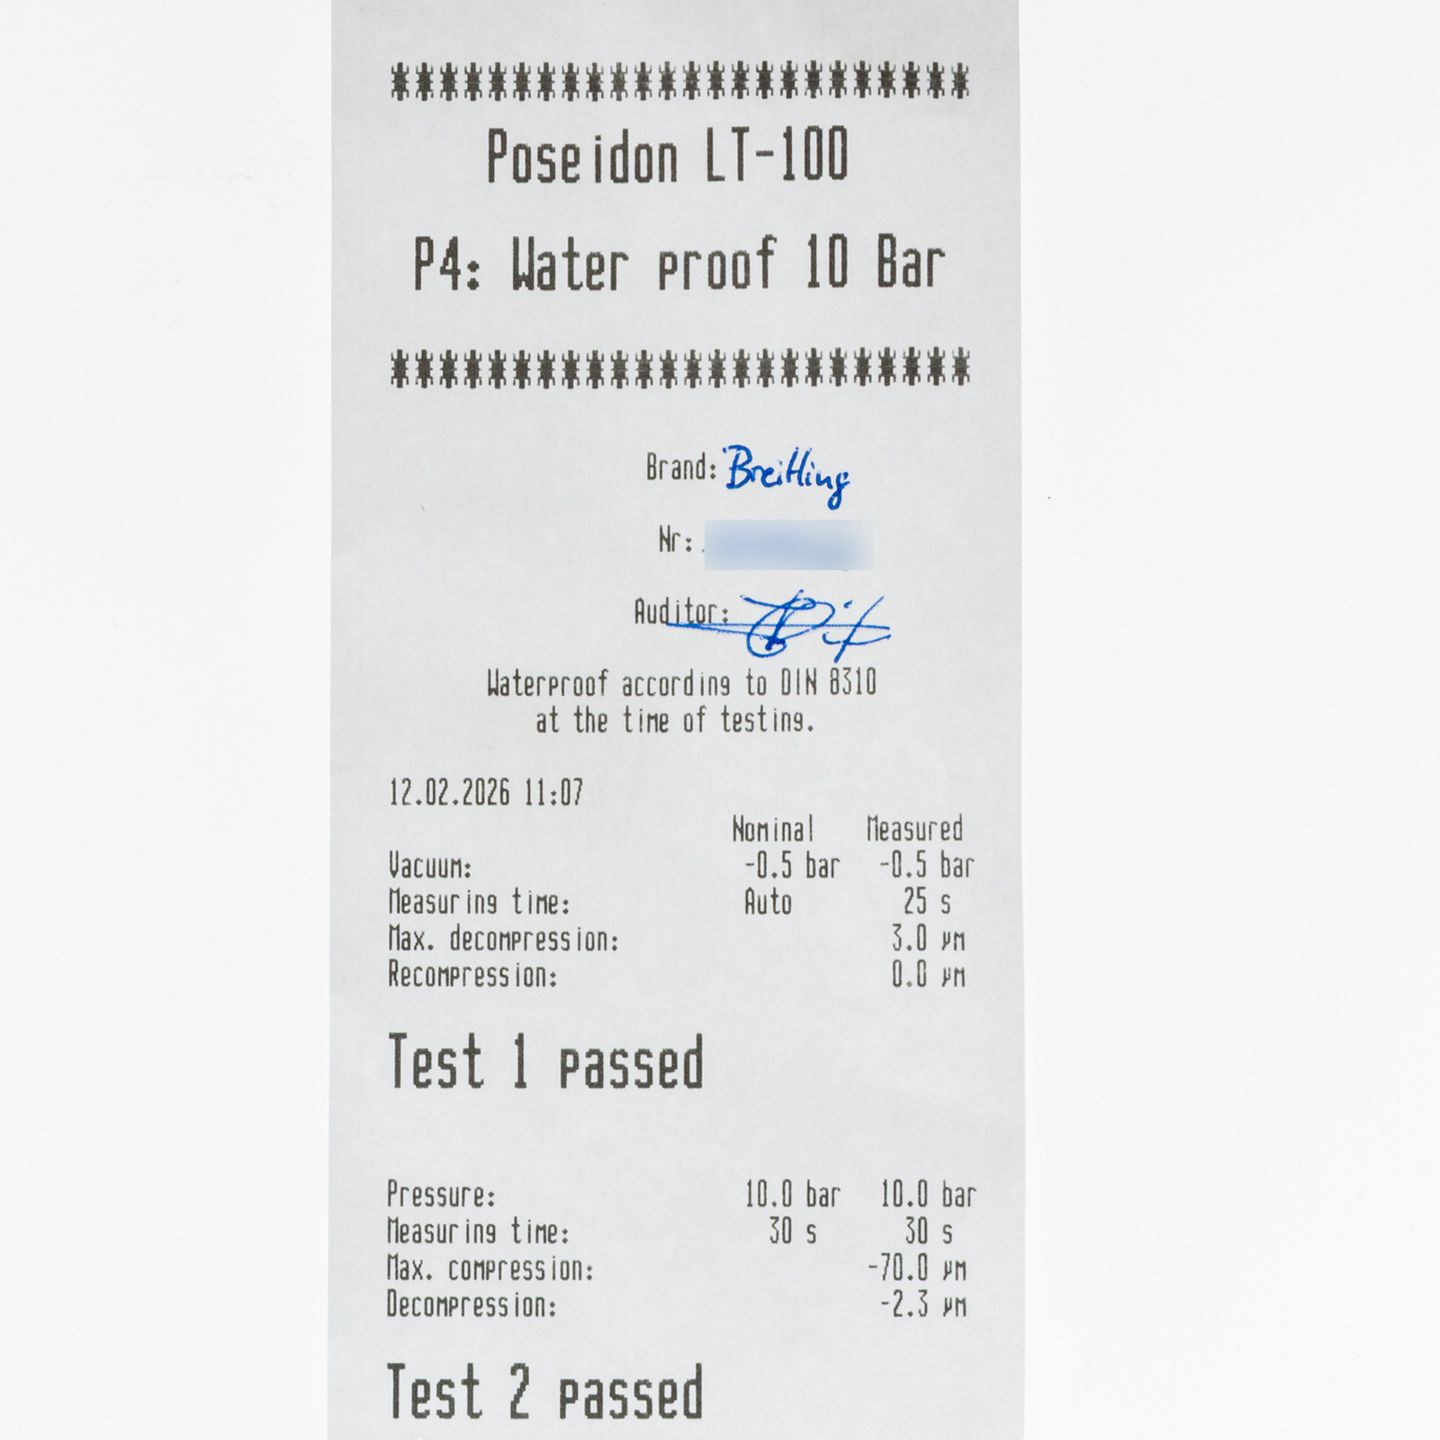 ************************
Poseidon LT-100
P4: Water proof 10 Bar
************************
Brand: Breitling
Nr:
Auditor:
Waterproof according to DIN 8310
at the time of testing.
12.02.2026 11:07
Nominal Measured
Vacuum: -0.5 bar -0.5 bar
Measuring time: Auto 25 s
Max. decompression: 3.0 µm
Recompression: 0.0 µm
Test 1 passed
Pressure: 10.0 bar 10.0 bar
Measuring time: 30 s 30 s
Max. compression: -70.0 µm
Decompression: -2.3 µm
Test 2 passed